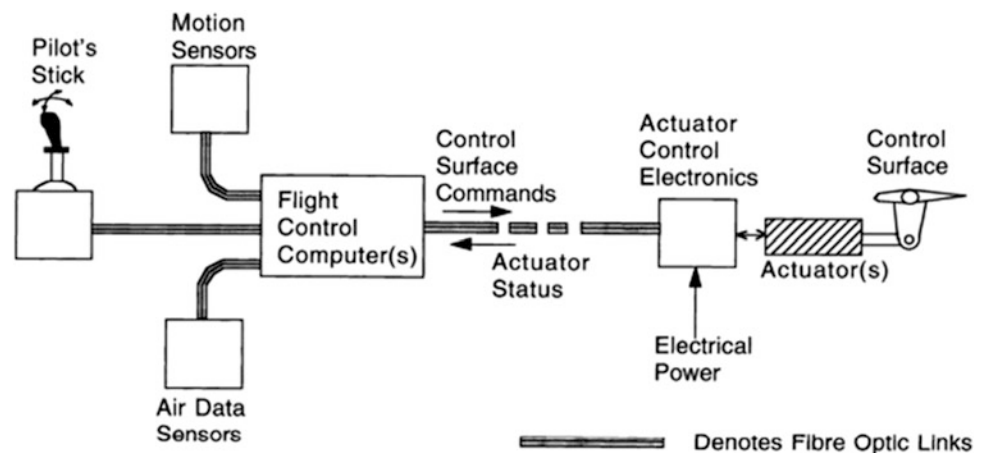 Pilot's
Stick
Motion
Sensors
Flight
Control
Computer(s)
Air Data
Sensors
Control
Surface
Commands
Actuator
Status
Actuator
Control
Electronics
Electrical
Power
Actuator(s)
Control
Surface
Denotes Fibre Optic Links